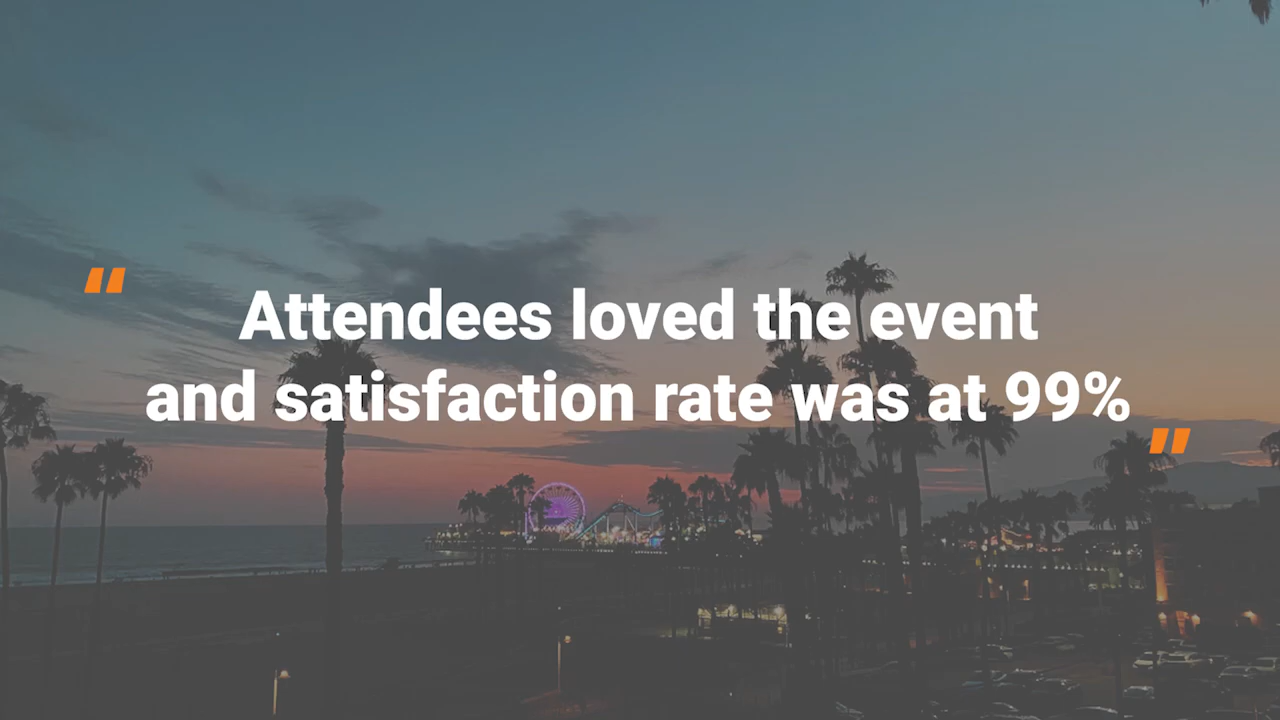 "Attendees loved the event
and satisfaction rate was at 99%"